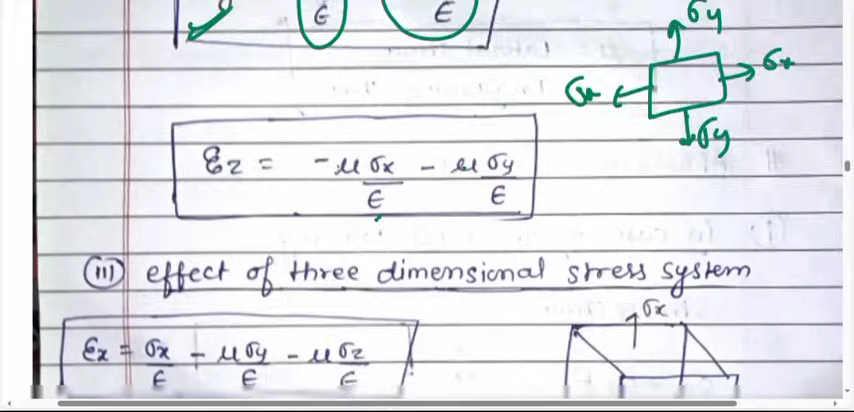 ϵ ϵ
σy
σx σx
σy
εz = -μσx/ϵ - μσy/ϵ
(iii) effect of three dimensional stress system
σx
εx = σx/ϵ - μσy/ϵ - μσz/ϵ